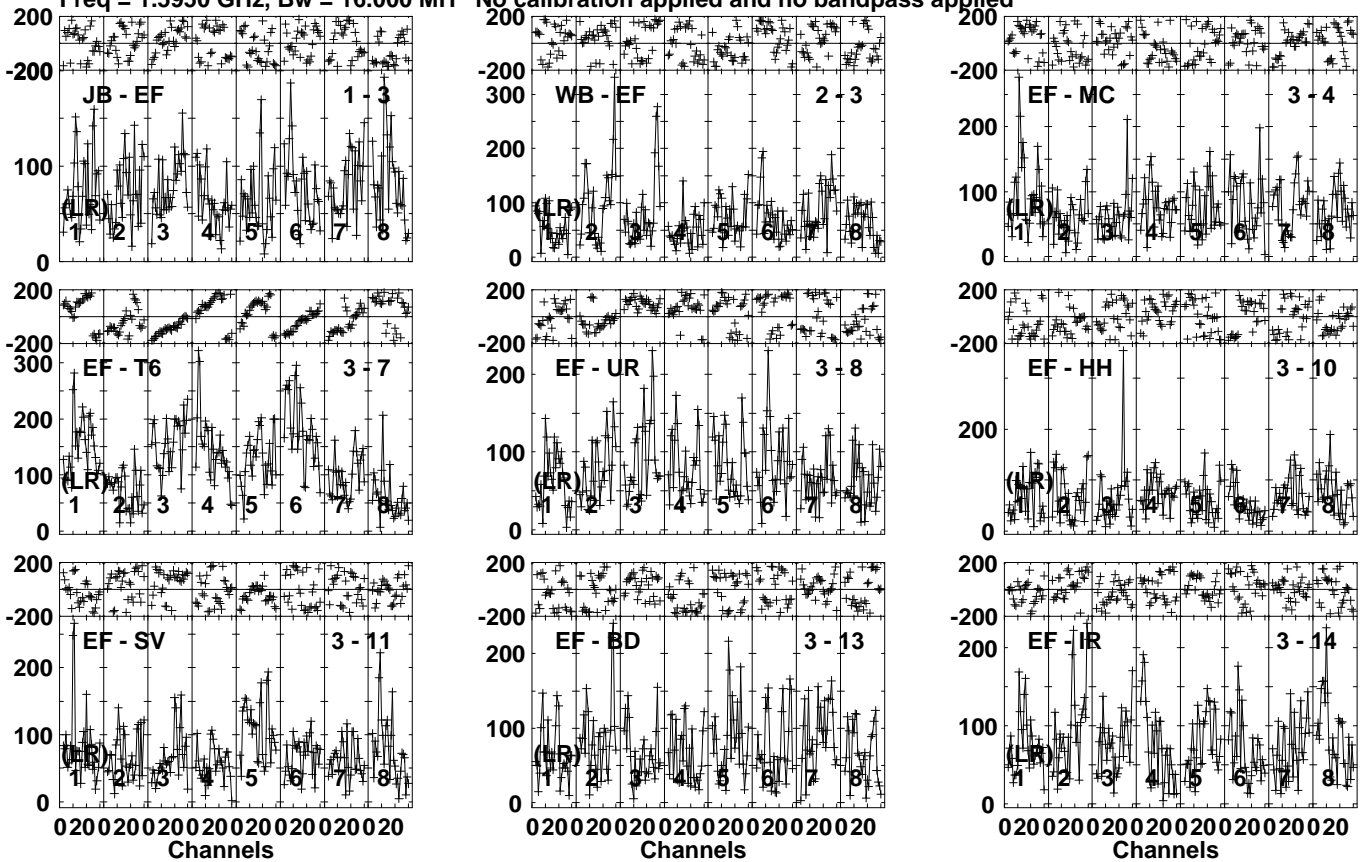 Freq = 1.5950 GHz, Bw = 16.000 MH No calibration applied and no bandpass applied
200 200 200
-200 -200 -200
JB - EF 1 - 3 WB - EF 2 - 3 EF - MC 3 - 4
300
200 200
100 100 100
(LR) (LR) (LR)
1 2 3 4 5 6 7 8 1 2 3 4 5 6 7 8 1 2 3 4 5 6 7 8
0 0 0
200 200 200
-200 -200 -200
EF - T6 3 - 7 EF - UR 3 - 8 EF - HH 3 - 10
300
200 200 200
100 100
(LR) (LR) (LR)
1 2 3 4 5 6 7 8 1 2 3 4 5 6 7 8 1 2 3 4 5 6 7 8
0 0 0
200 200 200
-200 -200 -200
EF - SV 3 - 11 EF - BD 3 - 13 EF - IR 3 - 14
200 200 200
100 100 100
(LR) (LR) (LR)
1 2 3 4 5 6 7 8 1 2 3 4 5 6 7 8 1 2 3 4 5 6 7 8
0 0 0
0 20 0 20 0 20 0 20 0 20 0 20 0 20 0 20 0 20 0 20 0 20 0 20 0 20 0 20 0 20 0 20 0 20 0 20 0 20 0 20 0 20 0 20 0 20 0 20
Channels Channels Channels